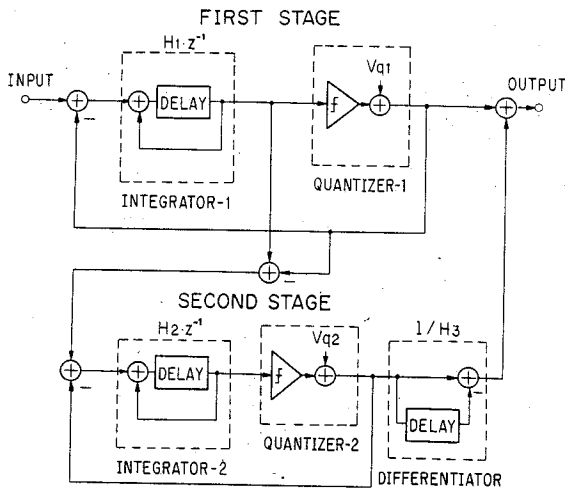 FIRST STAGE
H1·z⁻¹
INPUT
DELAY
Vq1
OUTPUT
INTEGRATOR-1
QUANTIZER-1
SECOND STAGE
H2·z⁻¹
Vq2
1/H3
DELAY
DELAY
QUANTIZER-2
INTEGRATOR-2
DIFFERENTIATOR